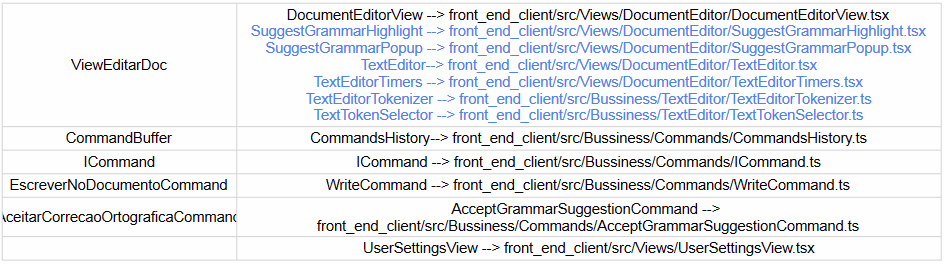 DocumentEditorView --> front_end_client/src/Views/DocumentEditor/DocumentEditorView.tsx
SuggestGrammarHighlight --> front_end_client/src/Views/DocumentEditor/SuggestGrammarHighlight.tsx
SuggestGrammarPopup --> front_end_client/src/Views/DocumentEditor/SuggestGrammarPopup.tsx
ViewEditarDoc
TextEditor--> front_end_client/src/Views/DocumentEditor/TextEditor.tsx
TextEditorTimers --> front_end_client/src/Views/DocumentEditor/TextEditorTimers.tsx
TextEditorTokenizer --> front_end_client/src/Bussiness/TextEditor/TextEditorTokenizer.ts
TextTokenSelector --> front_end_client/src/Bussiness/TextEditor/TextTokenSelector.ts
CommandBuffer
CommandsHistory--> front_end_client/src/Bussiness/Commands/CommandsHistory.ts
ICommand
ICommand --> front_end_client/src/Bussiness/Commands/ICommand.ts
EscreverNoDocumentoCommand
WriteCommand --> front_end_client/src/Bussiness/Commands/WriteCommand.ts
AceitarCorrecaoOrtograficaCommand
AcceptGrammarSuggestionCommand -->
front_end_client/src/Bussiness/Commands/AcceptGrammarSuggestionCommand.ts
UserSettingsView --> front_end_client/src/Views/UserSettingsView.tsx